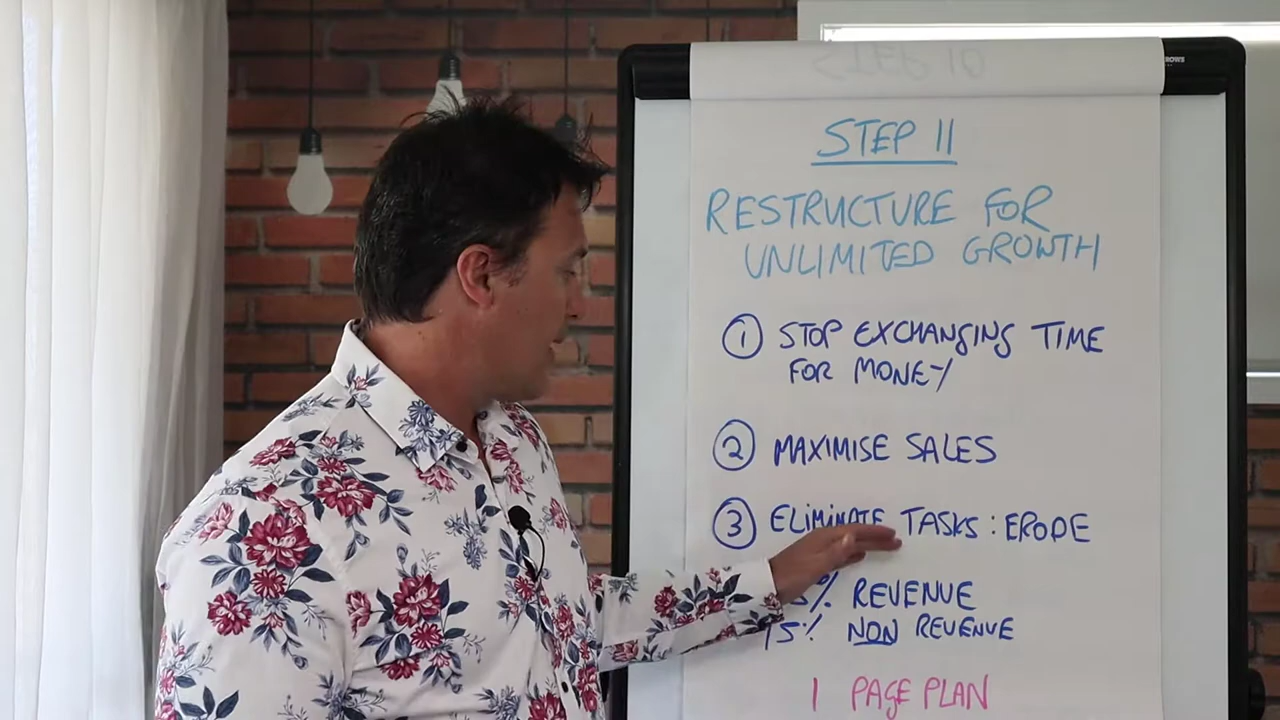 STEP 11
RESTRUCTURE FOR
UNLIMITED GROWTH
1 STOP EXCHANGING TIME
FOR MONEY
2 MAXIMISE SALES
3 ELIMINATE TASKS : ERODE
% REVENUE
15% NON REVENUE
1 PAGE PLAN